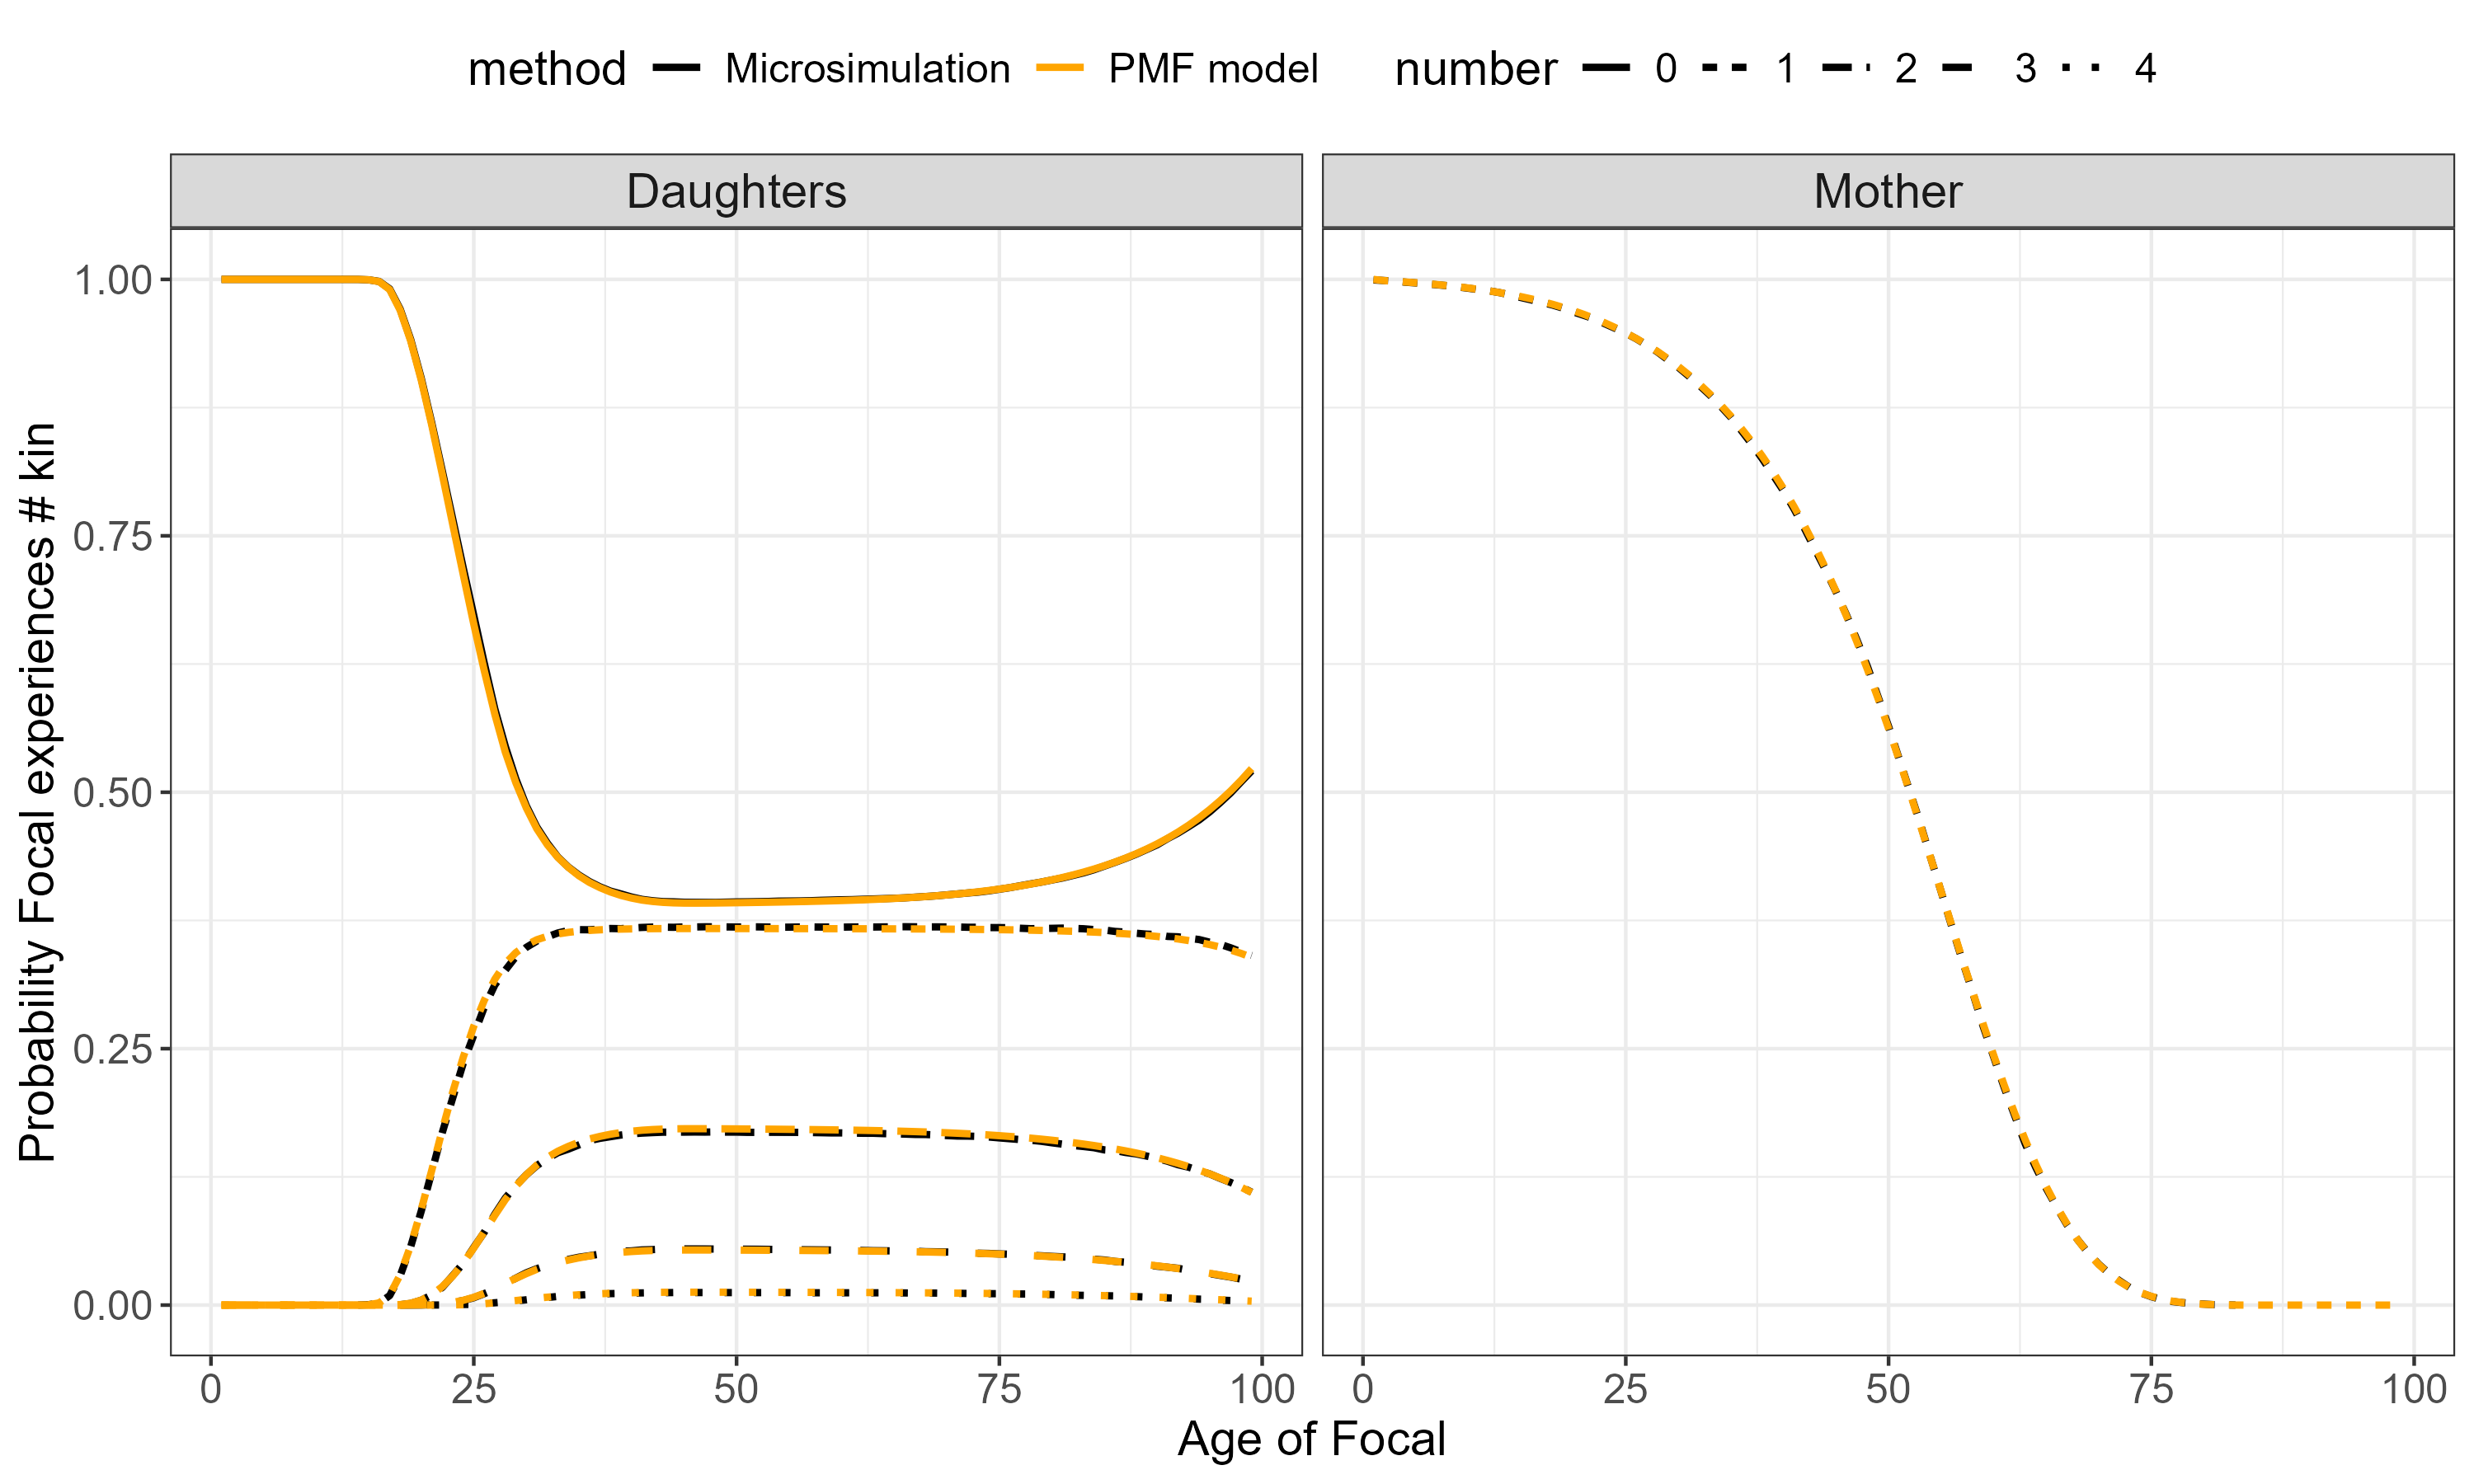 method Microsimulation PMF model number 0 1 2 3 4
Daughters Mother
Probability Focal experiences # kin
1.00
0.75
0.50
0.25
0.00
0 25 50 75 100 0 25 50 75 100
Age of Focal